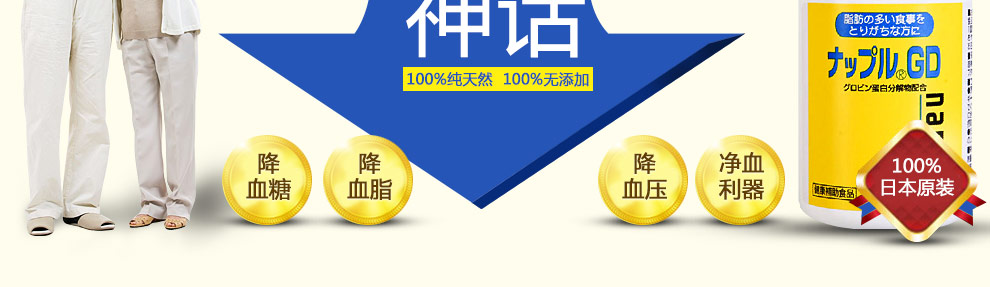 神话
100%纯天然 100%无添加
降
血糖
降
血脂
降
血压
净血
利器
脂肪の多い食事を
とりがちな方に
ナップル®GD
グロビン蛋白分解物配合
健康補助食品
100%
日本原装